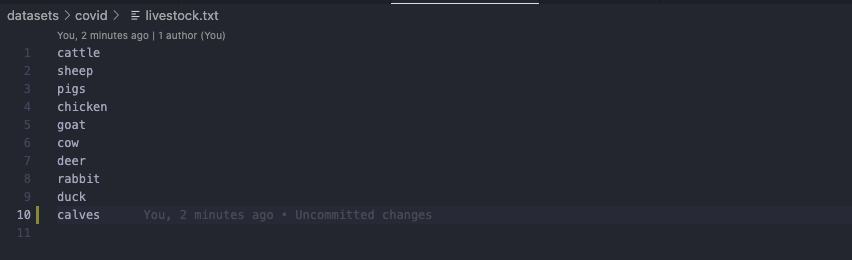 datasets > covid > livestock.txt
You, 2 minutes ago | 1 author (You)
1 cattle
2 sheep
3 pigs
4 chicken
5 goat
6 cow
7 deer
8 rabbit
9 duck
10 calves You, 2 minutes ago • Uncommitted changes
11